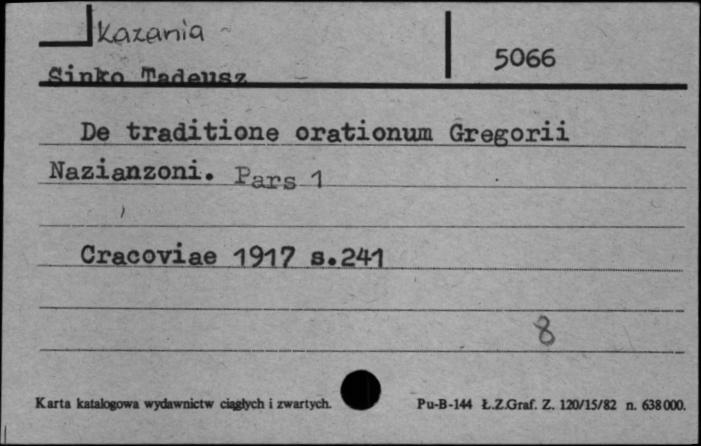 Kazania
5066
Sinko Tadeusz
De traditione orationum Gregorii
Nazianzoni. Pars 1
Cracoviae 1917 s.241
8
Karta katalogowa wydawnictw ciągłych i zwartych. Pu-B-144 Ł.Z.Graf. Z. 120/15/82 n. 638000.